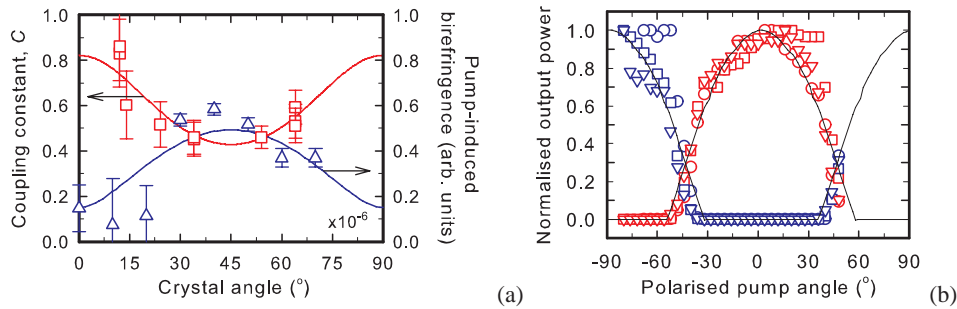 Coupling constant, C
1.0
0.8
0.6
0.4
0.2
0.0
0 15 30 45 60 75 90
Crystal angle (°)
x10-6
1.0
0.8
0.6
0.4
0.2
0.0
Pump-induced
birefringence (arb. units)
(a)
Normalised output power
1.0
0.8
0.6
0.4
0.2
0.0
-90 -60 -30 0 30 60 90
Polarised pump angle (°)
(b)